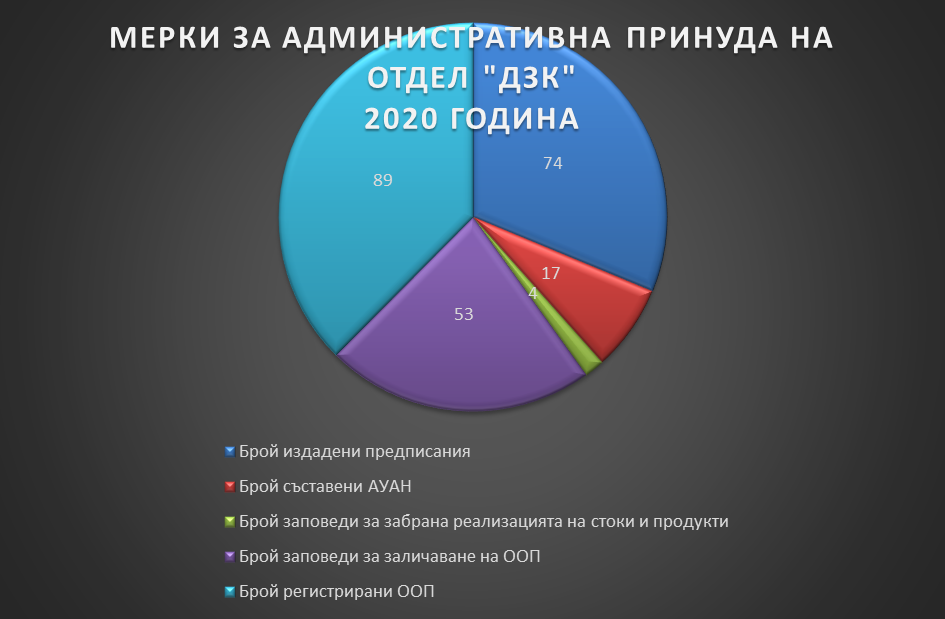 МЕРКИ ЗА АДМИНИСТРАТИВНА ПРИНУДА НА
ОТДЕЛ "ДЗК"
2020 ГОДИНА
74
89
17
4
53
Брой издадени предписания
Брой съставени АУАН
Брой заповеди за забрана реализацията на стоки и продукти
Брой заповеди за заличаване на ООП
Брой регистрирани ООП